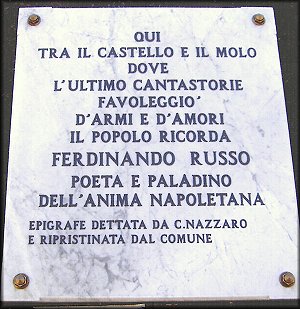 QUI
TRA IL CASTELLO E IL MOLO
DOVE
L'ULTIMO CANTASTORIE
FAVOLEGGIO'
D'ARMI E D'AMORI
IL POPOLO RICORDA
FERDINANDO RUSSO
POETA E PALADINO
DELL'ANIMA NAPOLETANA
EPIGRAFE DETTATA DA C.NAZZARO
E RIPRISTINATA DAL COMUNE